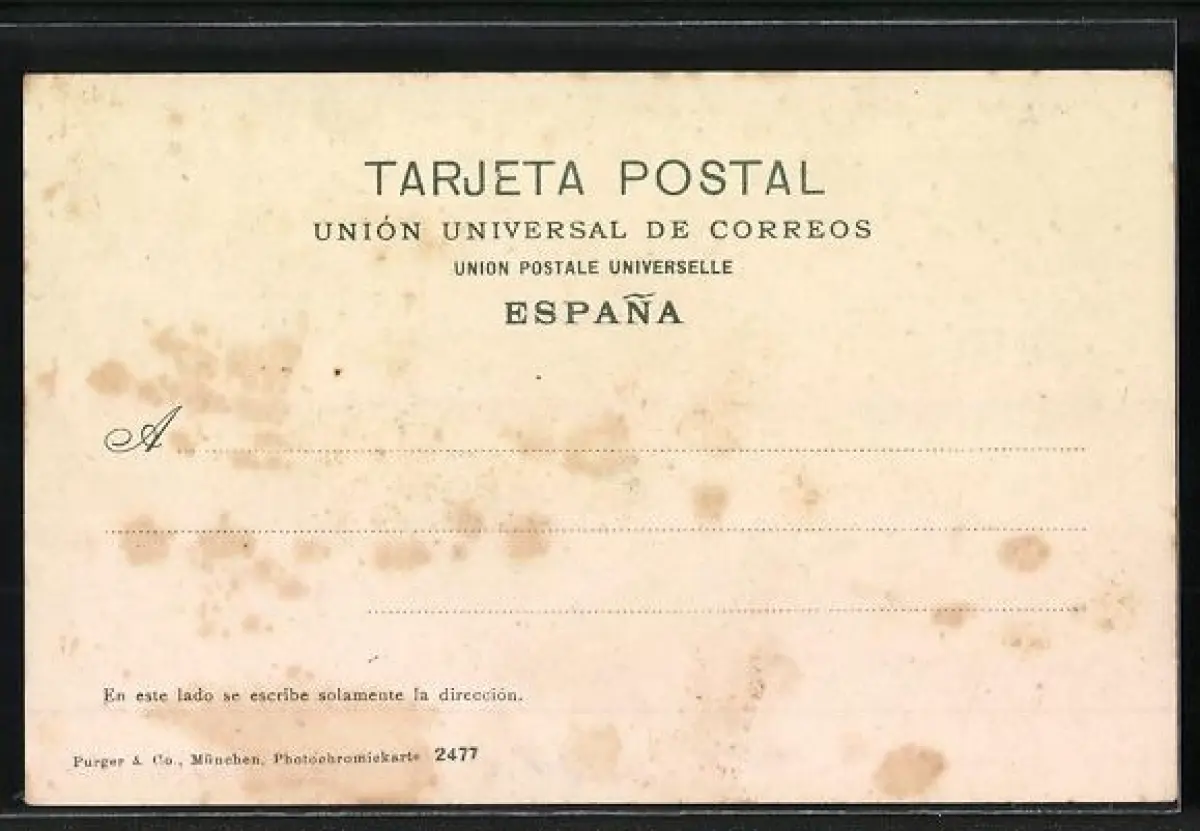 TARJETA POSTAL
UNIÓN UNIVERSAL DE CORREOS
UNION POSTALE UNIVERSELLE
ESPAÑA
A
En este lado se escribe solamente la dirección.
Purger & Co., München, Photochromiekarte 2477